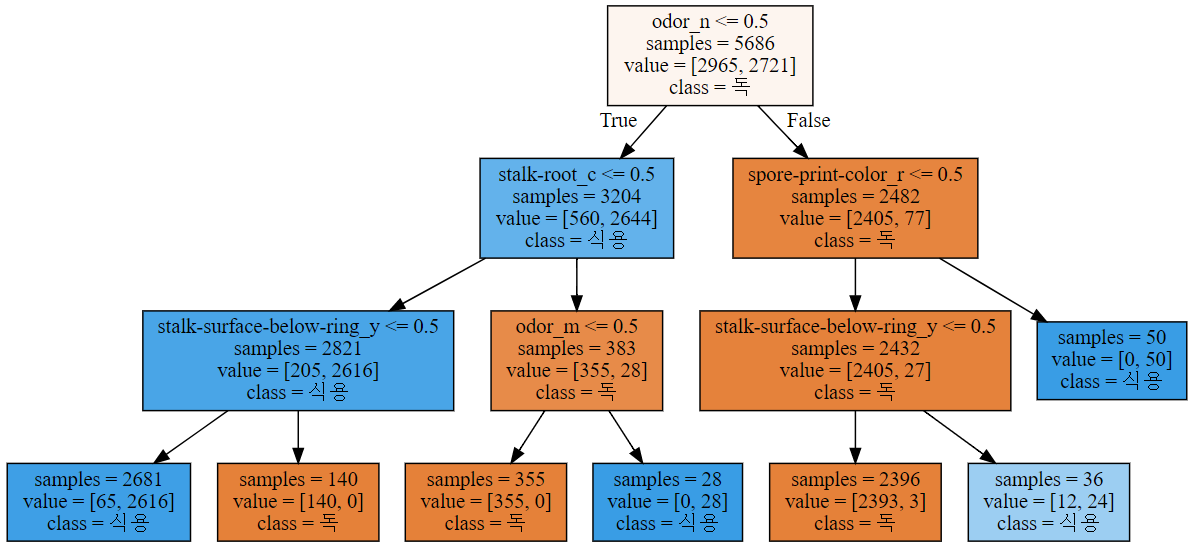 odor_n <= 0.5
samples = 5686
value = [2965, 2721]
class = 독
True
False
stalk-root_c <= 0.5
samples = 3204
value = [560, 2644]
class = 식용
spore-print-color_r <= 0.5
samples = 2482
value = [2405, 77]
class = 독
stalk-surface-below-ring_y <= 0.5
samples = 2821
value = [205, 2616]
class = 식용
odor_m <= 0.5
samples = 383
value = [355, 28]
class = 독
stalk-surface-below-ring_y <= 0.5
samples = 2432
value = [2405, 27]
class = 독
samples = 50
value = [0, 50]
class = 식용
samples = 2681
value = [65, 2616]
class = 식용
samples = 140
value = [140, 0]
class = 독
samples = 355
value = [355, 0]
class = 독
samples = 28
value = [0, 28]
class = 식용
samples = 2396
value = [2393, 3]
class = 독
samples = 36
value = [12, 24]
class = 식용